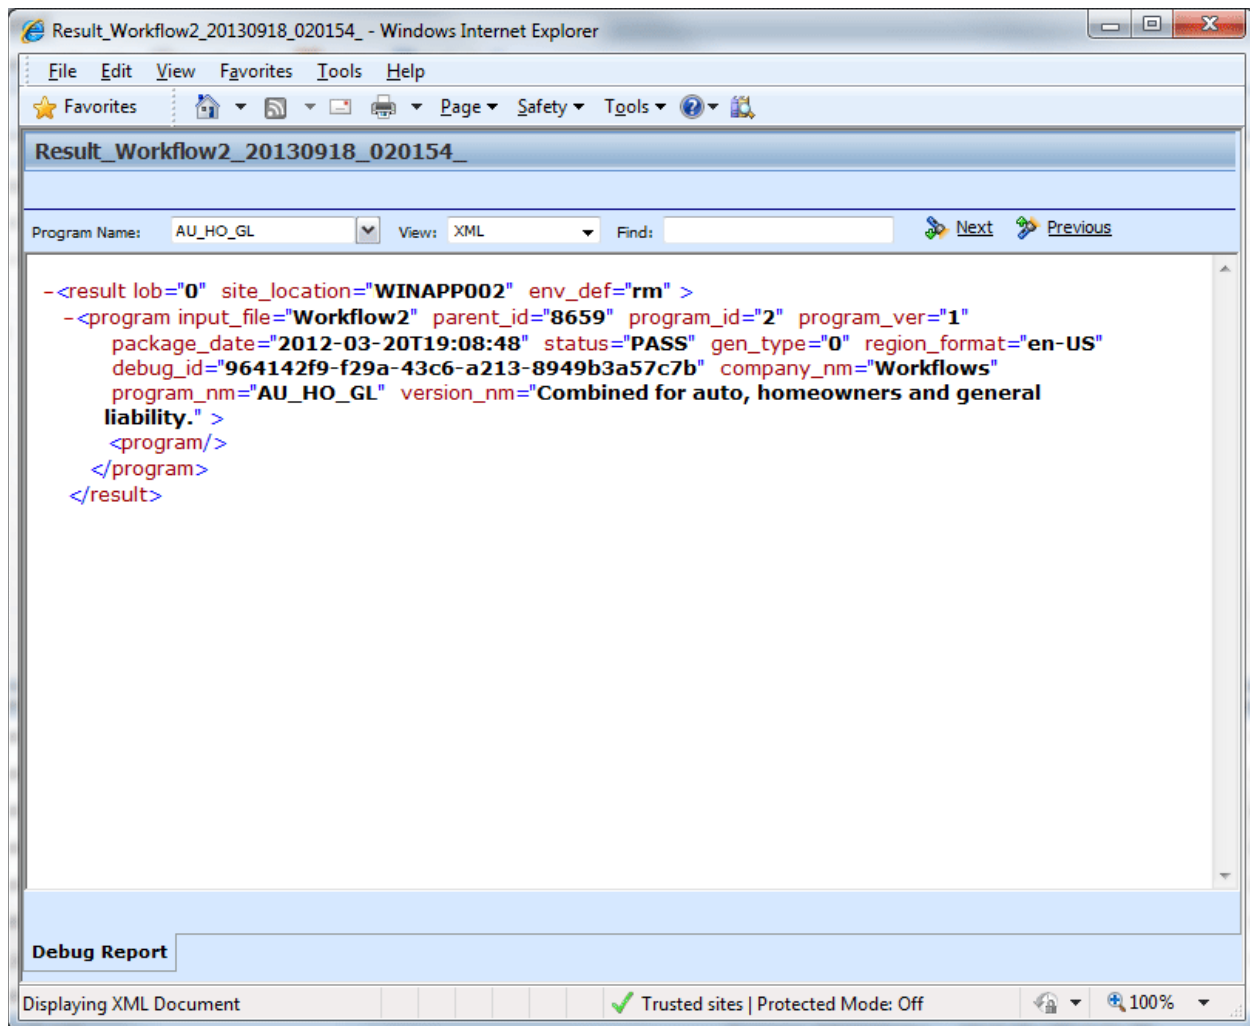 Result_Workflow2_20130918_020154_ - Windows Internet Explorer
File Edit View Favorites Tools Help
Favorites Page Safety Tools
Result_Workflow2_20130918_020154_
Program Name: AU_HO_GL View: XML Find: Next Previous
-<result lob="0" site_location="WINAPP002" env_def="rm" >
-<program input_file="Workflow2" parent_id="8659" program_id="2" program_ver="1"
package_date="2012-03-20T19:08:48" status="PASS" gen_type="0" region_format="en-US"
debug_id="964142f9-f29a-43c6-a213-8949b3a57c7b" company_nm="Workflows"
program_nm="AU_HO_GL" version_nm="Combined for auto, homeowners and general
liability." >
<program/>
</program>
</result>
Debug Report
Displaying XML Document Trusted sites | Protected Mode: Off 100%